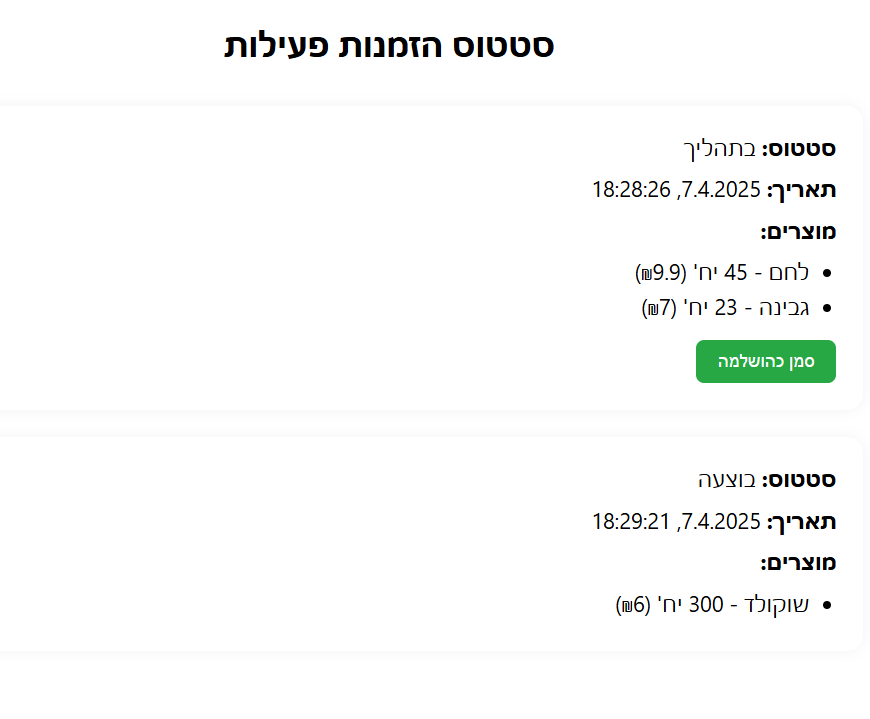 סטטוס הזמנות פעילות
סטטוס: בתהליך
תאריך: 7.4.2025, 18:28:26
מוצרים:
• לחם - 45 יח' (₪9.9)
• גבינה - 23 יח' (₪7)
סמן כהושלמה
סטטוס: בוצעה
תאריך: 7.4.2025, 18:29:21
מוצרים:
• שוקולד - 300 יח' (₪6)